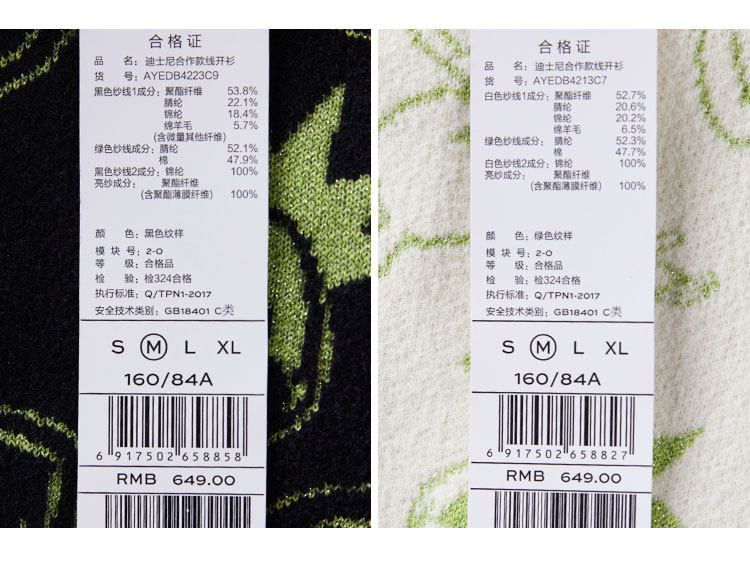 合格证
品 名：迪士尼合作款线开衫
货 号：AYEDB4223C9
黑色纱线1成分：聚酯纤维 53.8%
腈纶 22.1%
锦纶 18.4%
绵羊毛 5.7%
(含微量其他纤维)
绿色纱线成分：腈纶 52.1%
棉 47.9%
黑色纱线2成分：锦纶 100%
亮纱成分： 聚酯纤维
(含聚酯薄膜纤维) 100%
颜 色：黑色纹样
模 块 号：2-0
等 级：合格品
检 验：检324合格
执行标准：Q/TPN1-2017
安全技术类别：GB18401 C类
S M L XL
160/84A
6 917502 658858
RMB 649.00
合格证
品 名：迪士尼合作款线开衫
货 号：AYEDB4213C7
白色纱线1成分：聚酯纤维 52.7%
腈纶 20.6%
锦纶 20.2%
绵羊毛 6.5%
绿色纱线成分：腈纶 52.3%
棉 47.7%
白色纱线2成分：锦纶 100%
亮纱成分： 聚酯纤维
(含聚酯薄膜纤维) 100%
颜 色：绿色纹样
模 块 号：2-0
等 级：合格品
检 验：检324合格
执行标准：Q/TPN1-2017
安全技术类别：GB18401 C类
S M L XL
160/84A
6 917502 658827
RMB 649.00